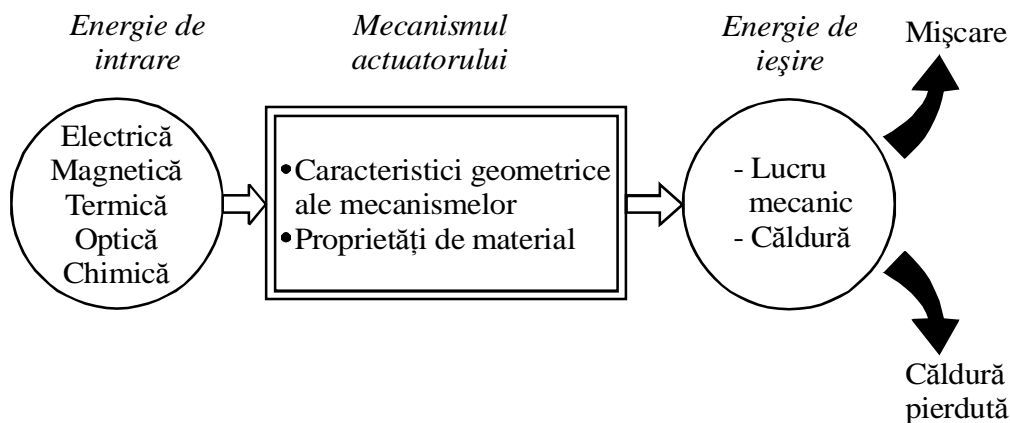 Energie de
intrare
Mecanismul
actuatorului
Energie de
ieşire
Mişcare
Electrică
Magnetică
Termică
Optică
Chimică
•Caracteristici geometrice
ale mecanismelor
•Proprietăţi de material
- Lucru
mecanic
- Căldură
Căldură
pierdută